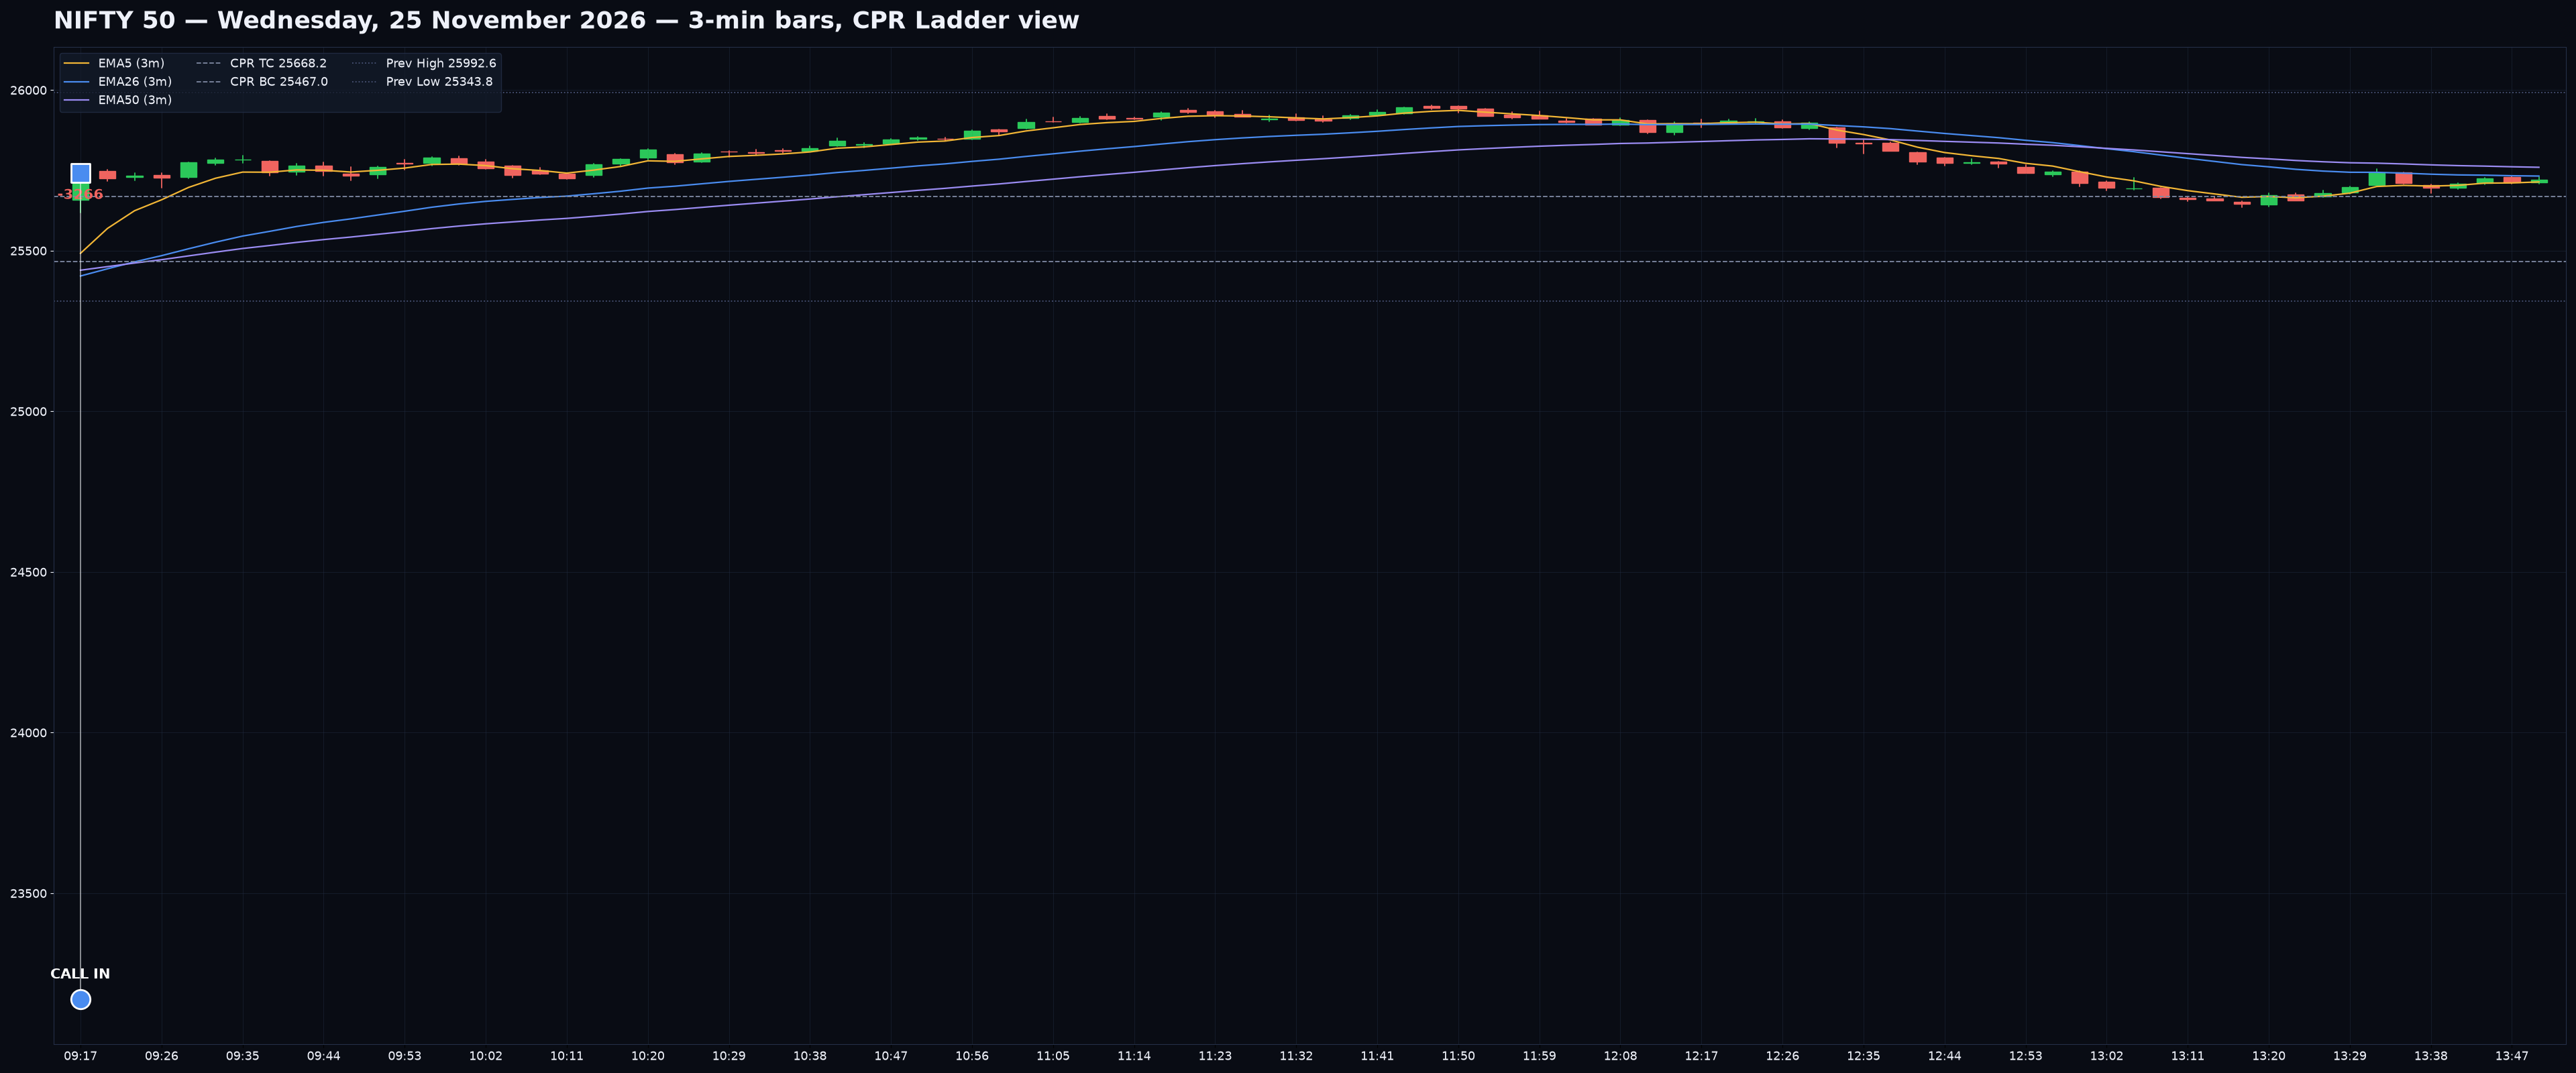 NIFTY 50 — Wednesday, 25 November 2026 — 3-min bars, CPR Ladder view
EMA5 (3m)
EMA26 (3m)
EMA50 (3m)
CPR TC 25668.2
CPR BC 25467.0
Prev High 25992.6
Prev Low 25343.8
26000
25500
25000
24500
24000
23500
CALL IN
09:17 09:26 09:35 09:44 09:53 10:02 10:11 10:20 10:29 10:38 10:47 10:56 11:05 11:14 11:23 11:32 11:41 11:50 11:59 12:08 12:17 12:26 12:35 12:44 12:53 13:02 13:11 13:20 13:29 13:38 13:47